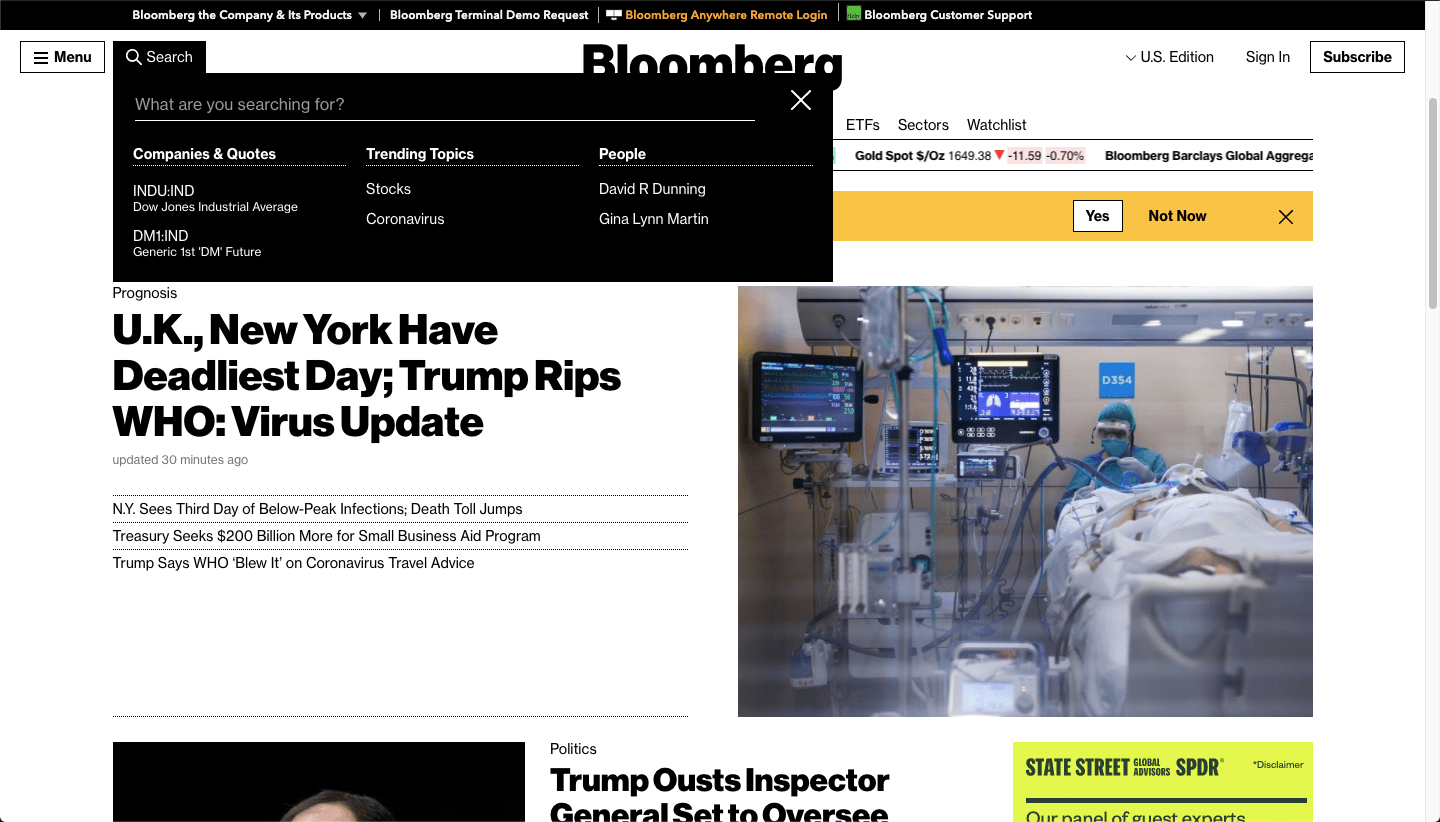 Bloomberg the Company & Its Products
Bloomberg Terminal Demo Request
Bloomberg Anywhere Remote Login
Bloomberg Customer Support
Menu
Search
Bloomberg
U.S. Edition
Sign In
Subscribe
What are you searching for?
ETFs
Sectors
Watchlist
Companies & Quotes
Trending Topics
People
Gold Spot $/Oz 1649.38 -11.59 -0.70%
Bloomberg Barclays Global Aggrega
INDU:IND
Dow Jones Industrial Average
DM1:IND
Generic 1st 'DM' Future
Stocks
Coronavirus
David R Dunning
Gina Lynn Martin
Yes
Not Now
Prognosis
U.K., New York Have
Deadliest Day; Trump Rips
WHO: Virus Update
updated 30 minutes ago
N.Y. Sees Third Day of Below-Peak Infections; Death Toll Jumps
Treasury Seeks $200 Billion More for Small Business Aid Program
Trump Says WHO ‘Blew It’ on Coronavirus Travel Advice
D354
Politics
Trump Ousts Inspector
General Set to Oversee
STATE STREET GLOBAL ADVISORS SPDR®
*Disclaimer
Our panel of guest experts